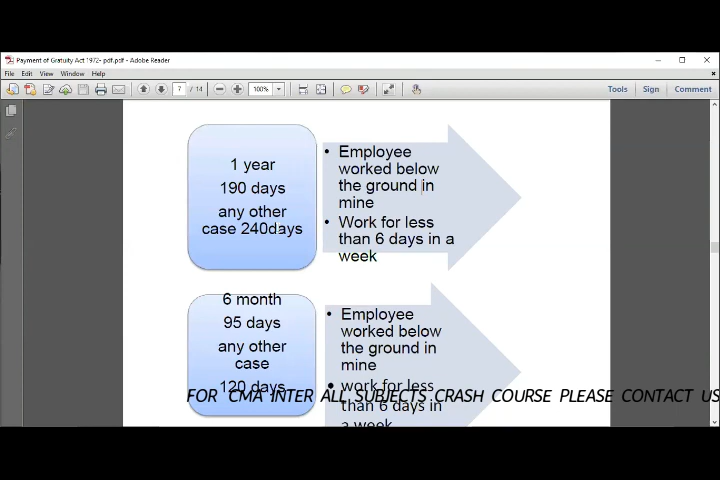 Payment of Gratuity Act 1972- pdf.pdf - Adobe Reader
File Edit View Window Help
7 / 14 100% Tools Sign Comment
1 year
190 days
any other
case 240days
• Employee
worked below
the ground in
mine
• Work for less
than 6 days in a
week
6 month
95 days
any other
case
120 days
• Employee
worked below
the ground in
mine
• work for less
than 6 days in
a week
FOR CMA INTER ALL SUBJECTS CRASH COURSE PLEASE CONTACT US